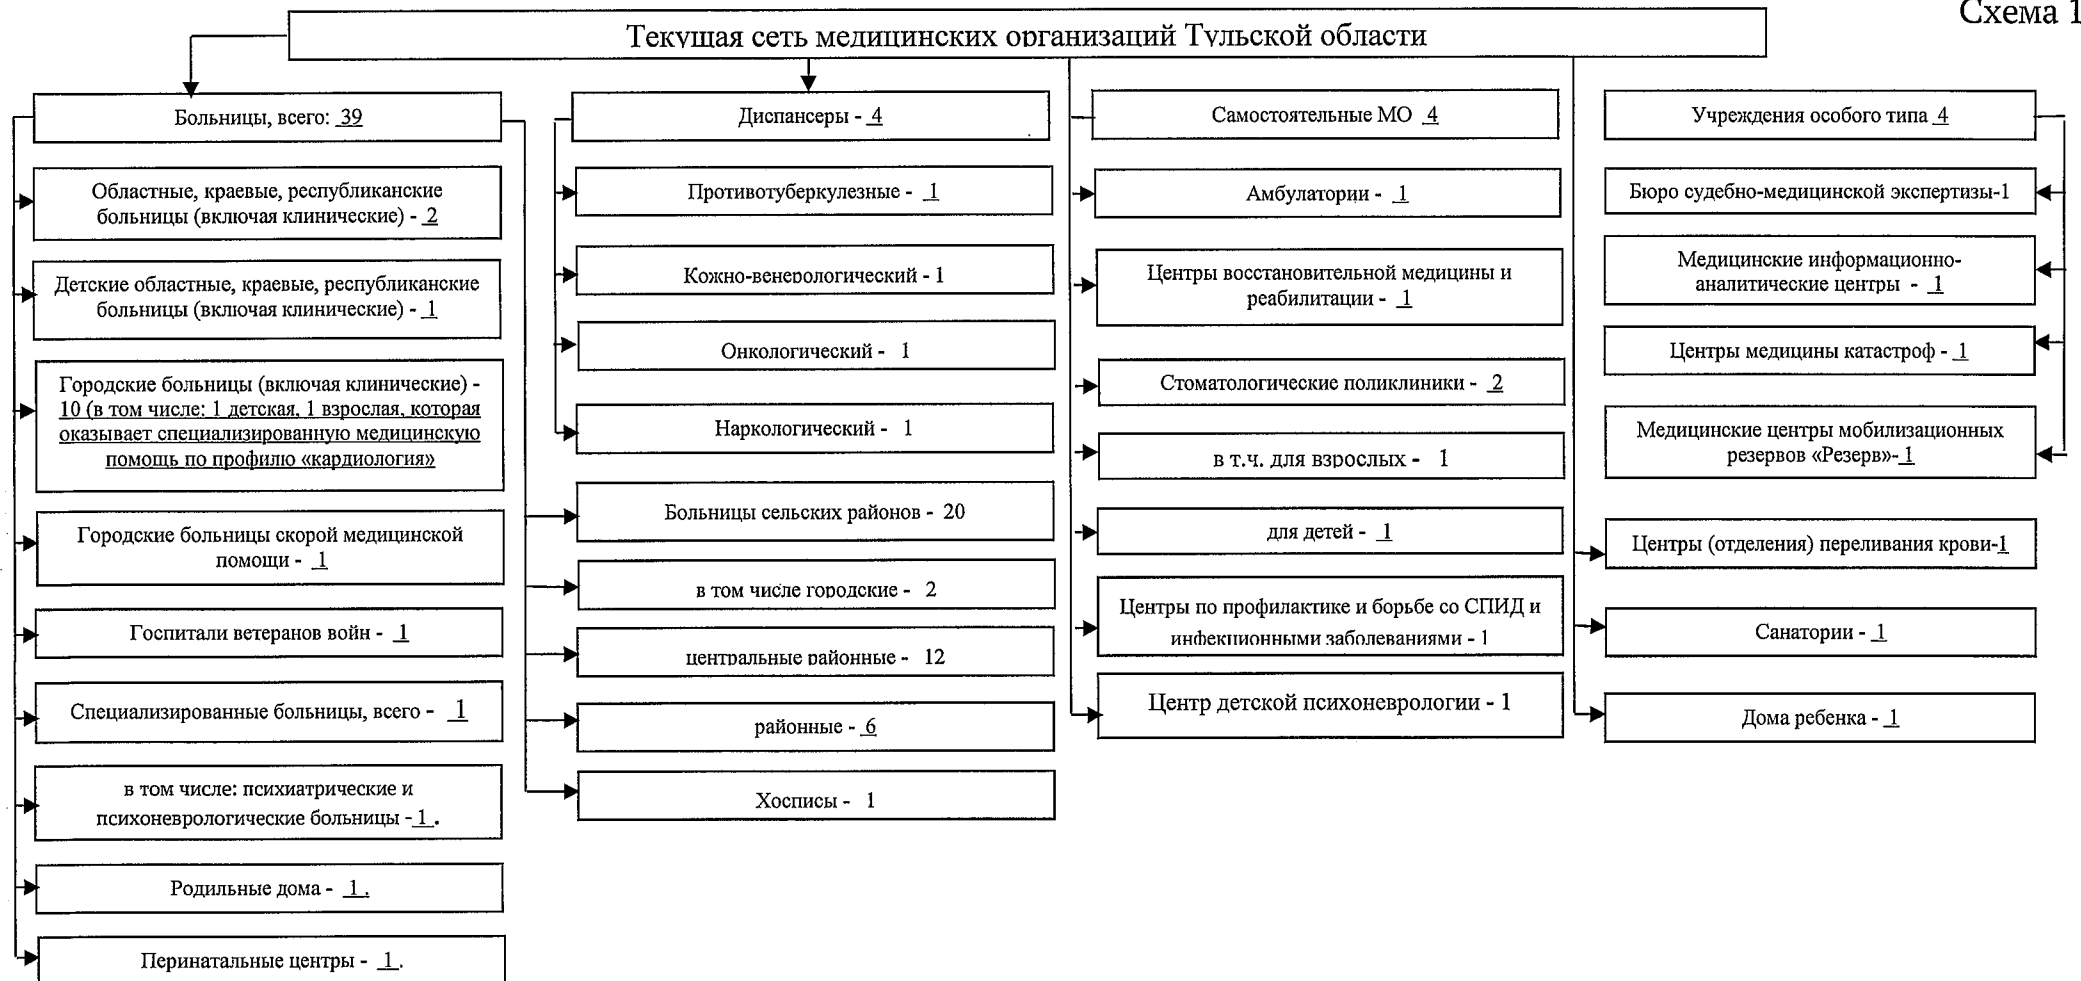 Схема 1
Текущая сеть медицинских организаций Тульской области
Больницы, всего: 39
Областные, краевые, республиканские
больницы (включая клинические) - 2
Детские областные, краевые, республиканские
больницы (включая клинические) - 1
Городские больницы (включая клинические) -
10 (в том числе: 1 детская, 1 взрослая, которая
оказывает специализированную медицинскую
помощь по профилю «кардиология»
Городские больницы скорой медицинской
помощи - 1
Госпитали ветеранов войн - 1
Специализированные больницы, всего - 1
в том числе: психиатрические и
психоневрологические больницы - 1 .
Родильные дома - 1 .
Перинатальные центры - 1 .
Диспансеры - 4
Противотуберкулезные - 1
Кожно-венерологический - 1
Онкологический - 1
Наркологический - 1
Больницы сельских районов - 20
в том числе городские - 2
центральные районные - 12
районные - 6
Хосписы - 1
Самостоятельные МО 4
Амбулатории - 1
Центры восстановительной медицины и
реабилитации - 1
Стоматологические поликлиники - 2
в т.ч. для взрослых - 1
для детей - 1
Центры по профилактике и борьбе со СПИД и
инфекционными заболеваниями - 1
Центр детской психоневрологии - 1
Учреждения особого типа 4
Бюро судебно-медицинской экспертизы-1
Медицинские информационно-
аналитические центры - 1
Центры медицины катастроф - 1
Медицинские центры мобилизационных
резервов «Резерв»- 1
Центры (отделения) переливания крови-1
Санатории - 1
Дома ребенка - 1